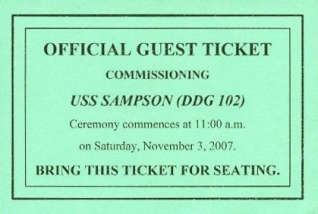 OFFICIAL GUEST TICKET
COMMISSIONING
USS SAMPSON (DDG 102)
Ceremony commences at 11:00 a.m.
on Saturday, November 3, 2007.
BRING THIS TICKET FOR SEATING.